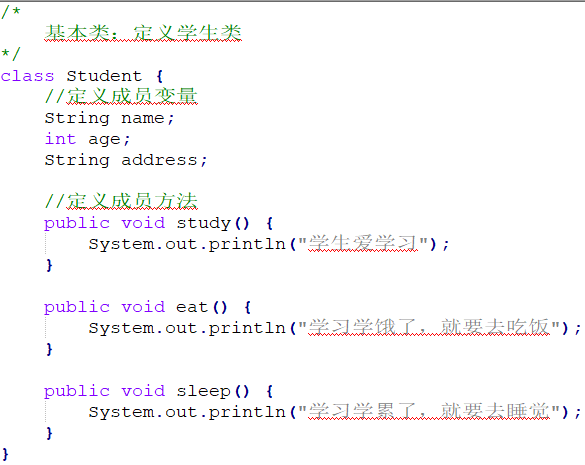 /*
    基本类：定义学生类
*/
class Student {
    //定义成员变量
    String name;
    int age;
    String address;

    //定义成员方法
    public void study() {
        System.out.println("学生爱学习");
    }

    public void eat() {
        System.out.println("学习学饿了，就要去吃饭");
    }

    public void sleep() {
        System.out.println("学习学累了，就要去睡觉");
    }
}